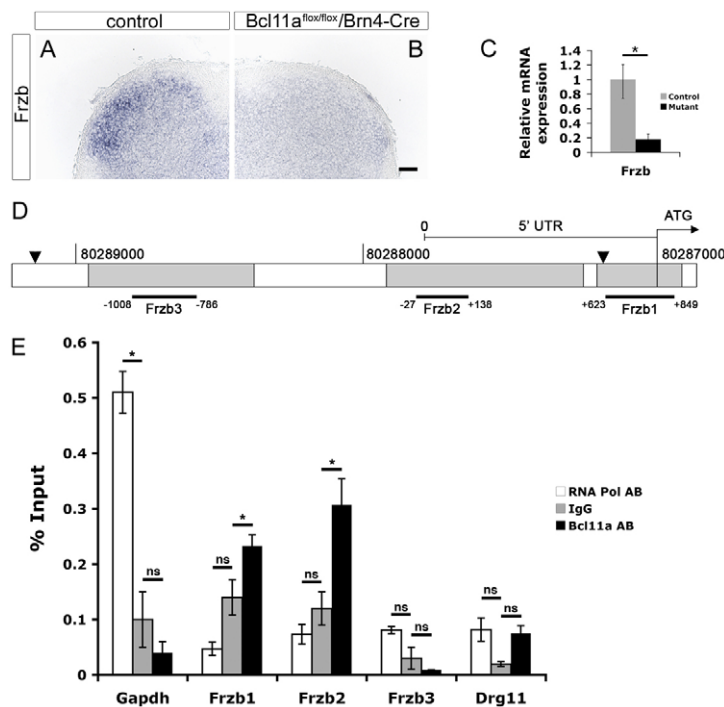 control
Bcl11aflox/flox/Brn4-Cre
Frzb
A
B
C
Relative mRNA
expression
1.4
1.2
1
0.8
0.6
0.4
0.2
0
*
Control
Mutant
Frzb
D
0
5' UTR
ATG
80289000
80288000
80287000
-1008
Frzb3
-786
-27
Frzb2
+138
+623
Frzb1
+849
E
% Input
0.6
0.5
0.4
0.3
0.2
0.1
0
*
ns
ns
*
ns
*
ns
ns
ns
ns
RNA Pol AB
IgG
Bcl11a AB
Gapdh
Frzb1
Frzb2
Frzb3
Drg11